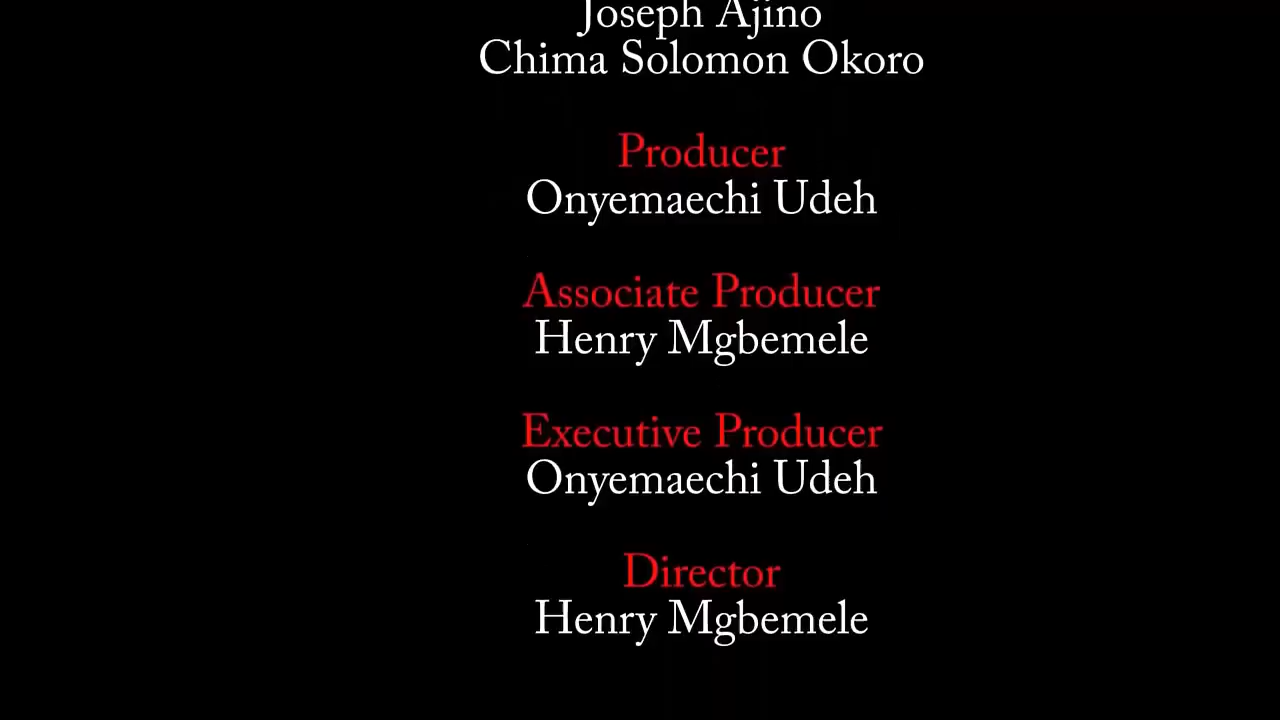 Joseph Ajino
Chima Solomon Okoro
Producer
Onyemaechi Udeh
Associate Producer
Henry Mgbemele
Executive Producer
Onyemaechi Udeh
Director
Henry Mgbemele